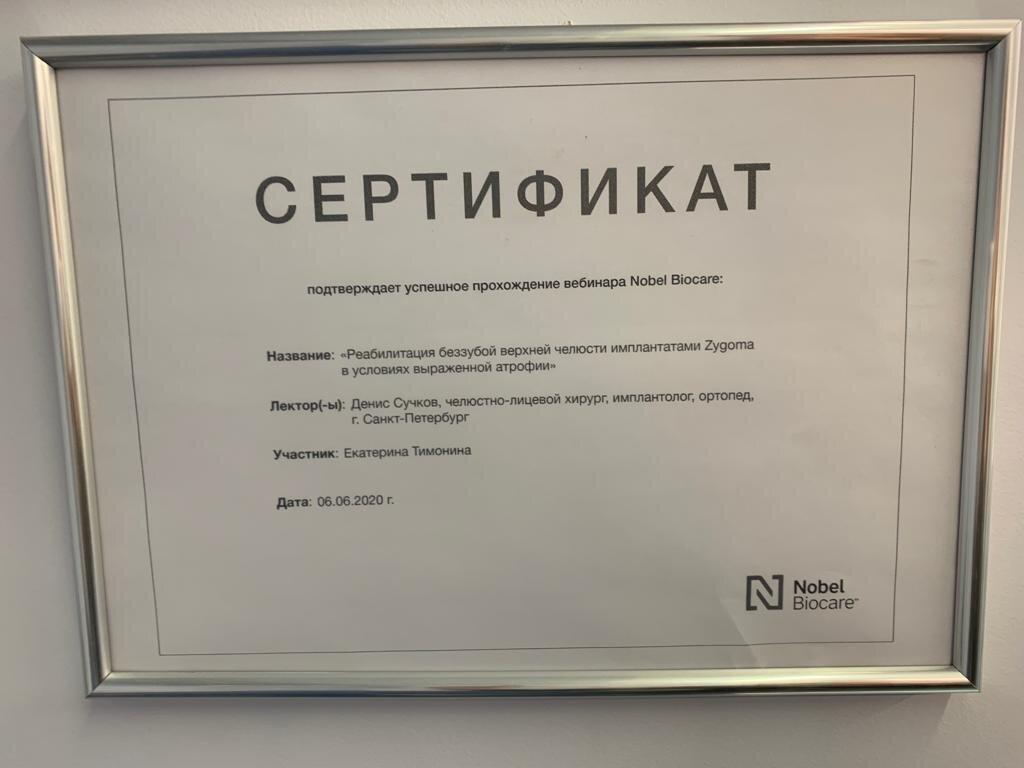 СЕРТИФИКАТ
подтверждает успешное прохождение вебинара Nobel Biocare:
Название: «Реабилитация беззубой верхней челюсти имплантатами Zygoma
в условиях выраженной атрофии»
Лектор(-ы): Денис Сучков, челюстно-лицевой хирург, имплантолог, ортопед,
г. Санкт-Петербург
Участник: Екатерина Тимонина
Дата: 06.06.2020 г.
Nobel
Biocare™